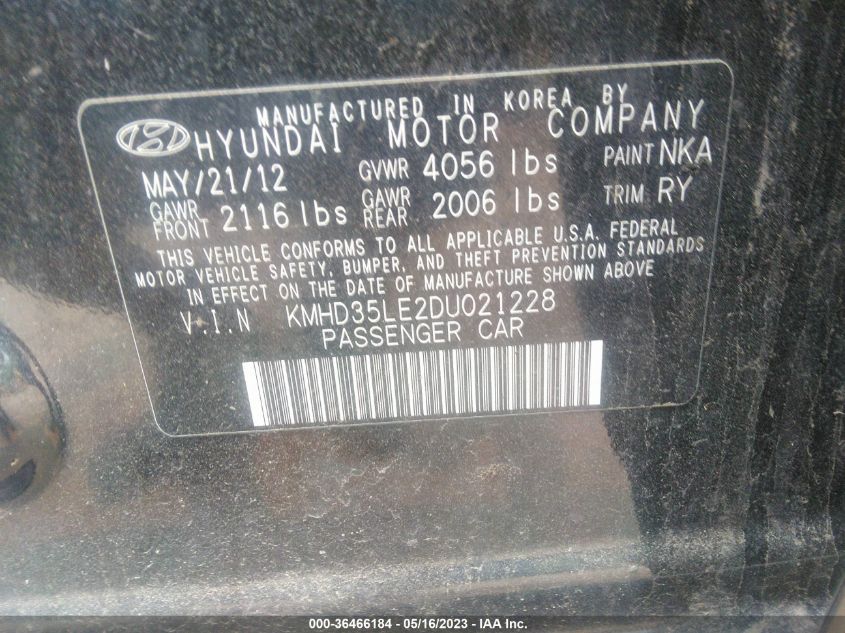 MANUFACTURED IN KOREA BY
HYUNDAI MOTOR COMPANY
MAY/21/12 GVWR 4056 lbs PAINT NKA
GAWR FRONT 2116 lbs GAWR REAR 2006 lbs TRIM RY
THIS VEHICLE CONFORMS TO ALL APPLICABLE U.S.A. FEDERAL
MOTOR VEHICLE SAFETY, BUMPER, AND THEFT PREVENTION STANDARDS
IN EFFECT ON THE DATE OF MANUFACTURE SHOWN ABOVE
V.I.N KMHD35LE2DU021228
PASSENGER CAR
000-36466184 - 05/16/2023 - IAA Inc.